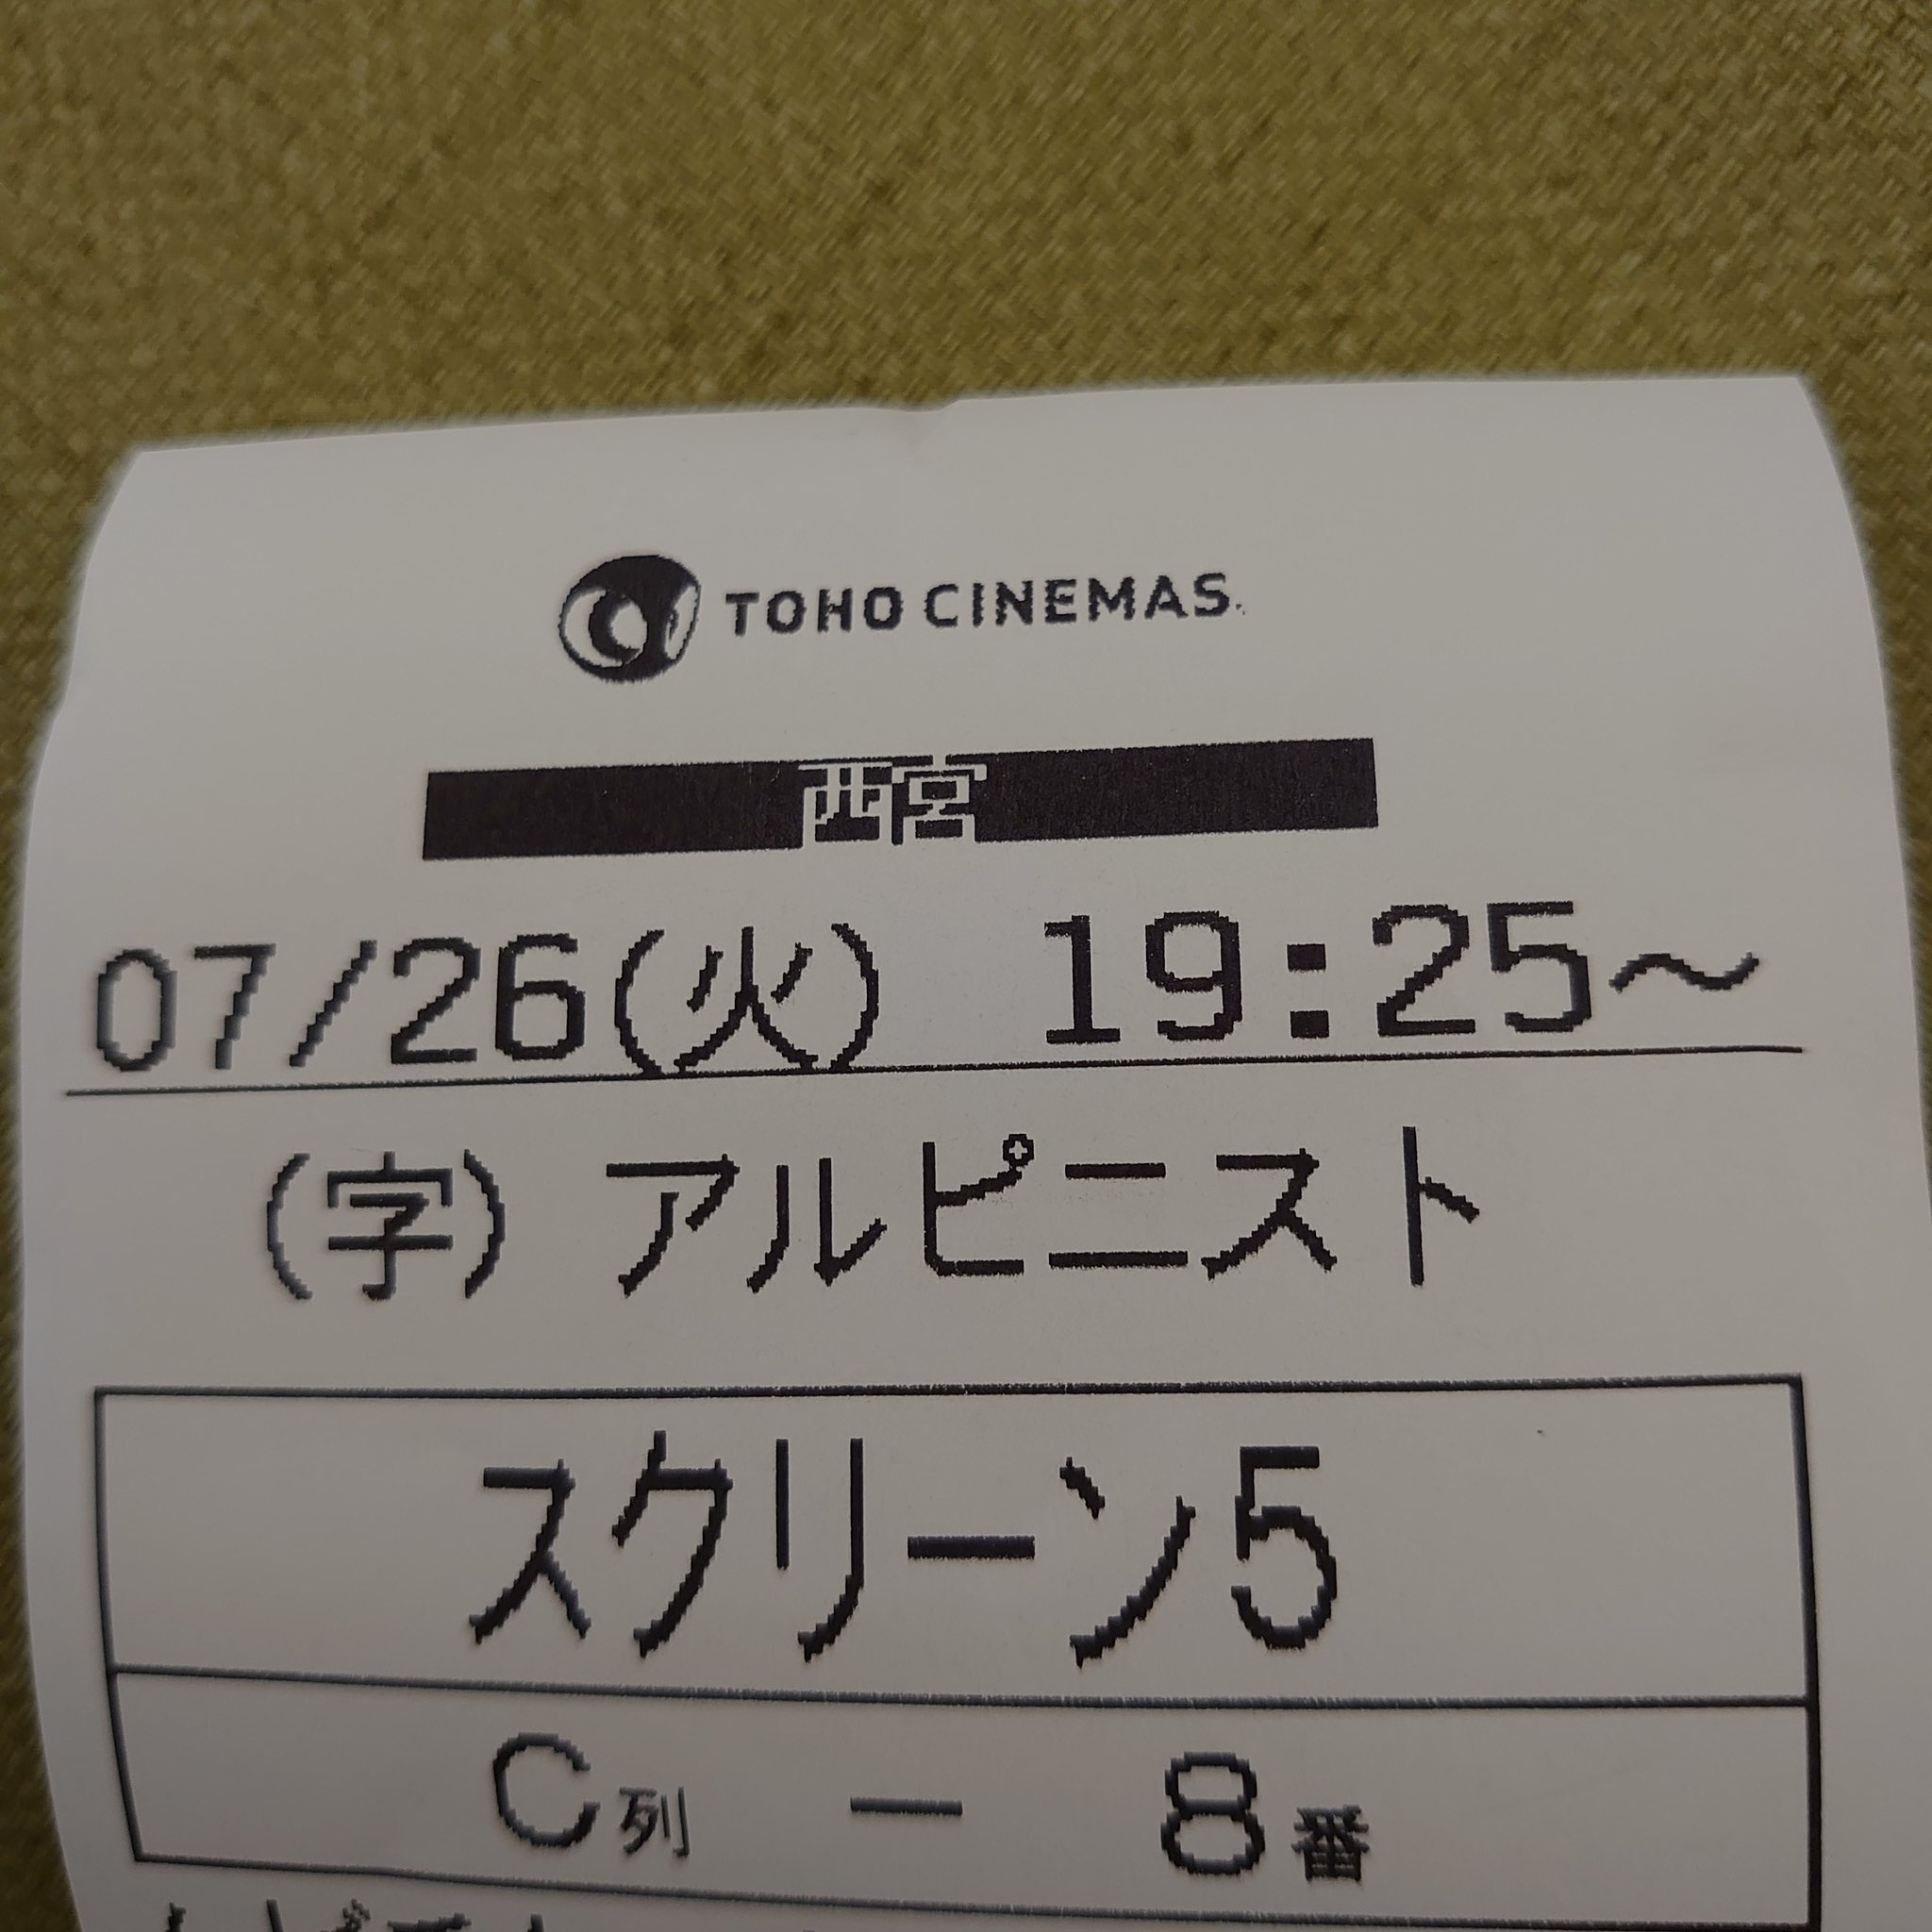 TOHO CINEMAS.
西宮
07/26(火) 19:25～
(字) アルピニスト
スクリーン5
C列 － 8番